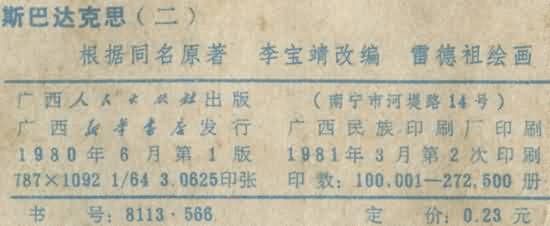 斯巴达克思（二）
根据同名原著 李宝靖改编 雷德祖绘画
广西人民出版社出版 （南宁市河堤路14号）
广西新华书店发行 广西民族印刷厂印刷
1980年6月第1版 1981年3月第2次印刷
787×1092 1/64 3.0625印张 印数：100,001—272,500册
书 号：8113·566 定 价：0.23元